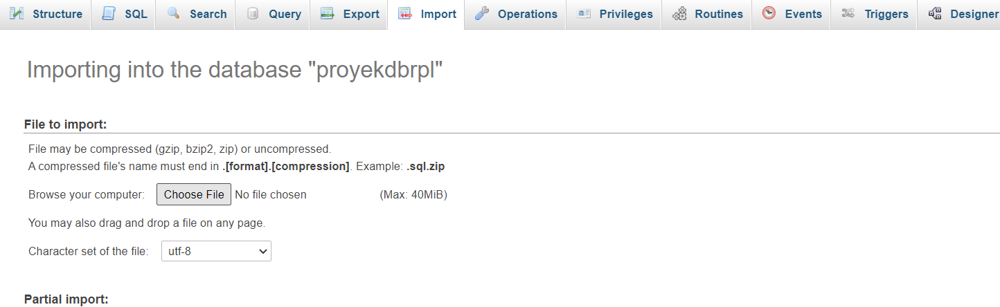 Structure SQL Search Query Export Import Operations Privileges Routines Events Triggers Designer
Importing into the database "proyekdbrpl"
File to import:
File may be compressed (gzip, bzip2, zip) or uncompressed.
A compressed file's name must end in .[format].[compression]. Example: .sql.zip
Browse your computer: Choose File No file chosen (Max: 40MiB)
You may also drag and drop a file on any page.
Character set of the file: utf-8
Partial import: